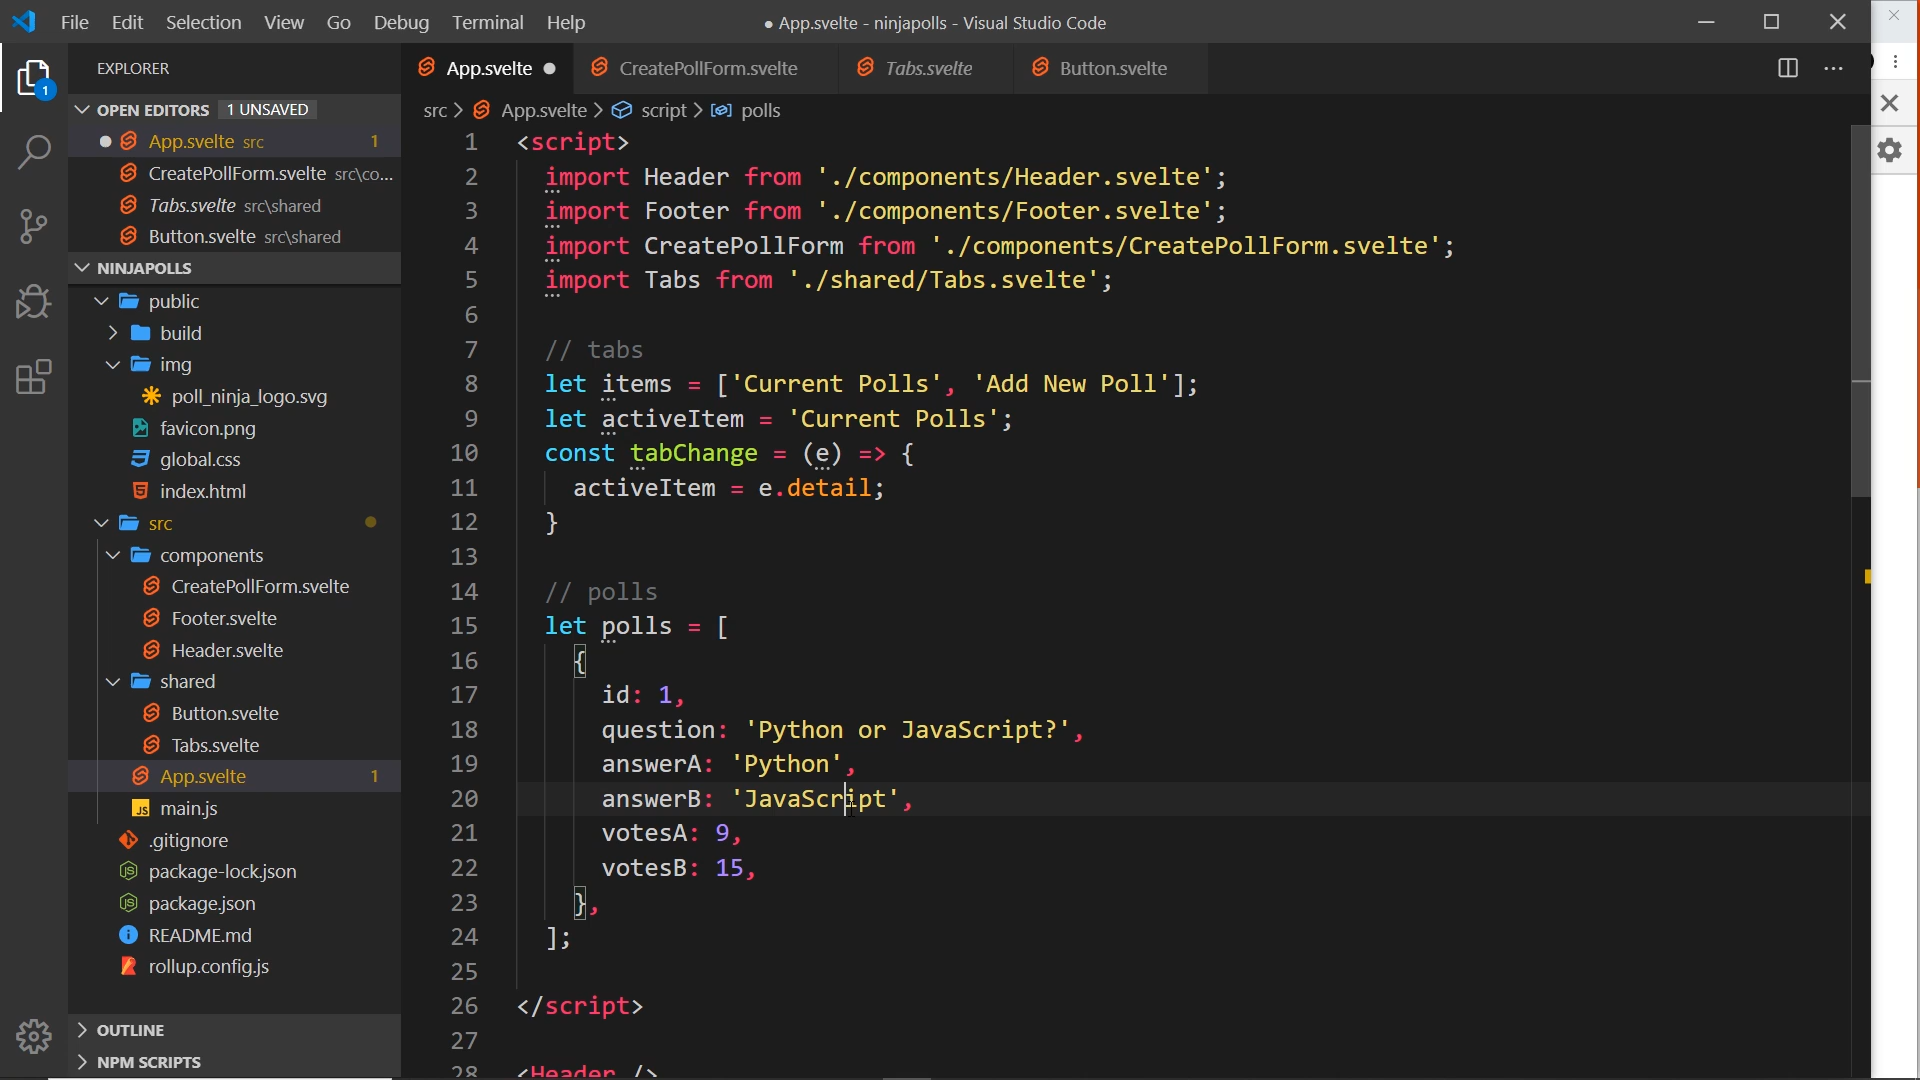 File Edit Selection View Go Debug Terminal Help
● App.svelte - ninjapolls - Visual Studio Code
EXPLORER
OPEN EDITORS 1 UNSAVED
App.svelte src 1
CreatePollForm.svelte src\co...
Tabs.svelte src\shared
Button.svelte src\shared
NINJAPOLLS
public
build
img
poll_ninja_logo.svg
favicon.png
global.css
index.html
src
components
CreatePollForm.svelte
Footer.svelte
Header.svelte
shared
Button.svelte
Tabs.svelte
App.svelte 1
main.js
.gitignore
package-lock.json
package.json
README.md
rollup.config.js
OUTLINE
NPM SCRIPTS
1
App.svelte CreatePollForm.svelte Tabs.svelte Button.svelte
src > App.svelte > script > polls
1 <script>
2 import Header from './components/Header.svelte';
3 import Footer from './components/Footer.svelte';
4 import CreatePollForm from './components/CreatePollForm.svelte';
5 import Tabs from './shared/Tabs.svelte';
6
7 // tabs
8 let items = ['Current Polls', 'Add New Poll'];
9 let activeItem = 'Current Polls';
10 const tabChange = (e) => {
11 activeItem = e.detail;
12 }
13
14 // polls
15 let polls = [
16 {
17 id: 1,
18 question: 'Python or JavaScript?',
19 answerA: 'Python',
20 answerB: 'JavaScript',
21 votesA: 9,
22 votesB: 15,
23 },
24 ];
25
26 </script>
27
28 <Header />